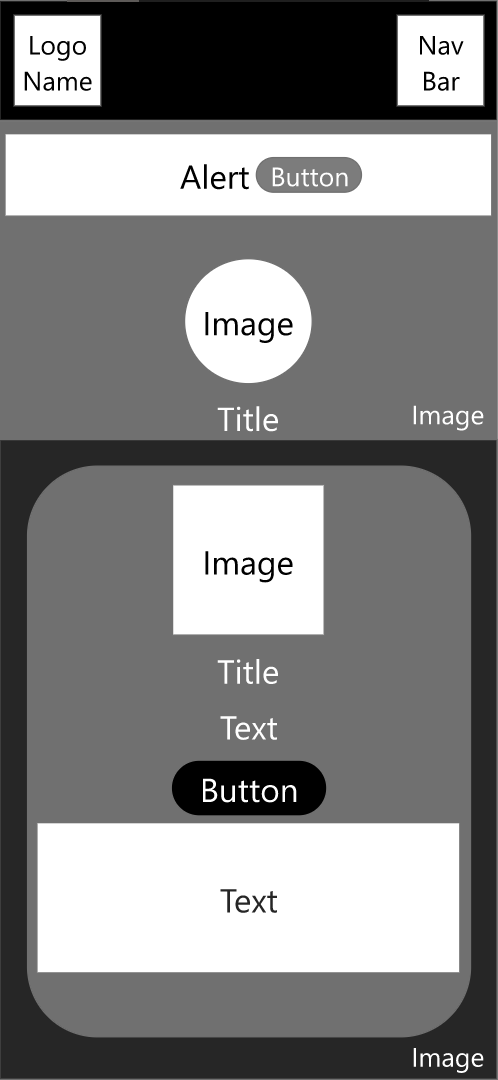 Logo
Name
Nav
Bar
Alert
Button
Image
Title
Image
Image
Title
Text
Button
Text
Image